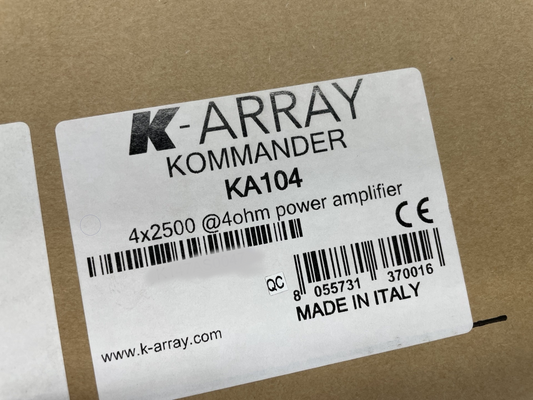 K-ARRAY
KOMMANDER
KA104
4x2500 @4ohm power amplifier
CE
QC
8 055731 370016
MADE IN ITALY
www.k-array.com